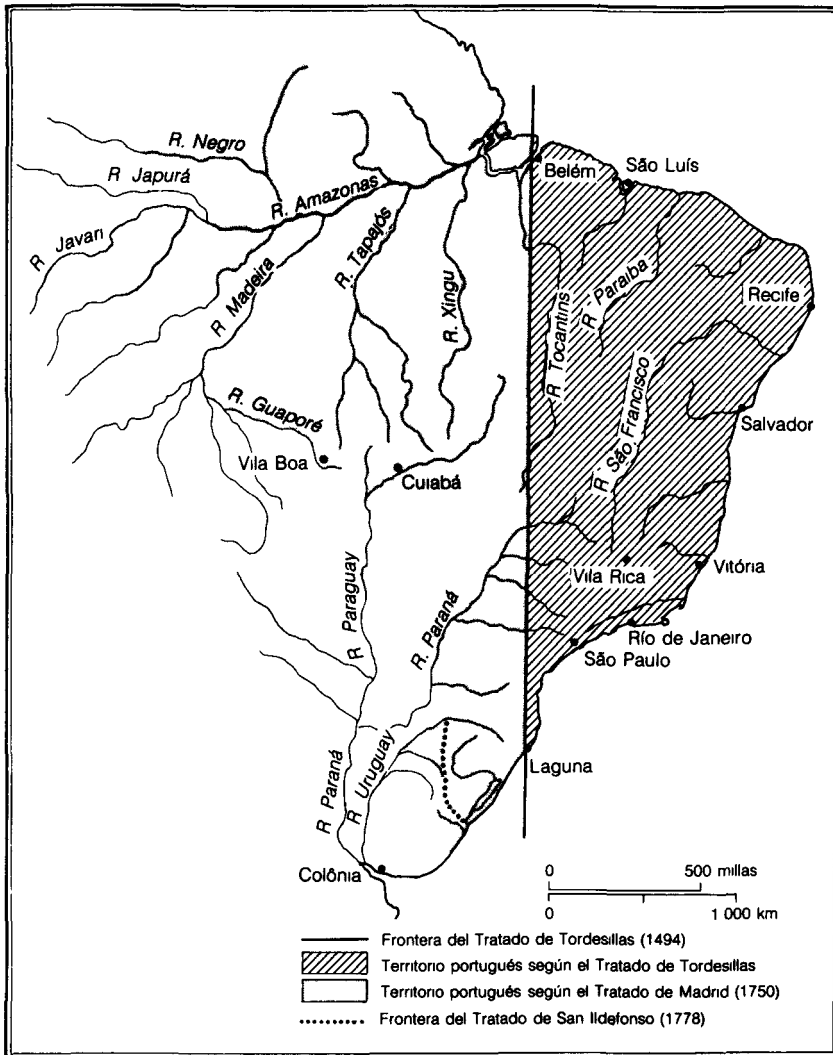 R. Negro
R Japurá
R. Amazonas
R Javari
R Madeira
R. Tapajós
R. Xingu
Belém
São Luís
R. Tocantins
R Paraiba
Recife
R São Francisco
R. Guaporé
Vila Boa
Cuiabá
Salvador
R Paraguay
R. Paraná
Vila Rica
Vitória
Río de Janeiro
São Paulo
R Paraná
R Uruguay
Laguna
Colônia
0 500 millas
0 1 000 km
Frontera del Tratado de Tordesillas (1494)
Territorio portugués según el Tratado de Tordesillas
Territorio portugués según el Tratado de Madrid (1750)
Frontera del Tratado de San Ildefonso (1778)